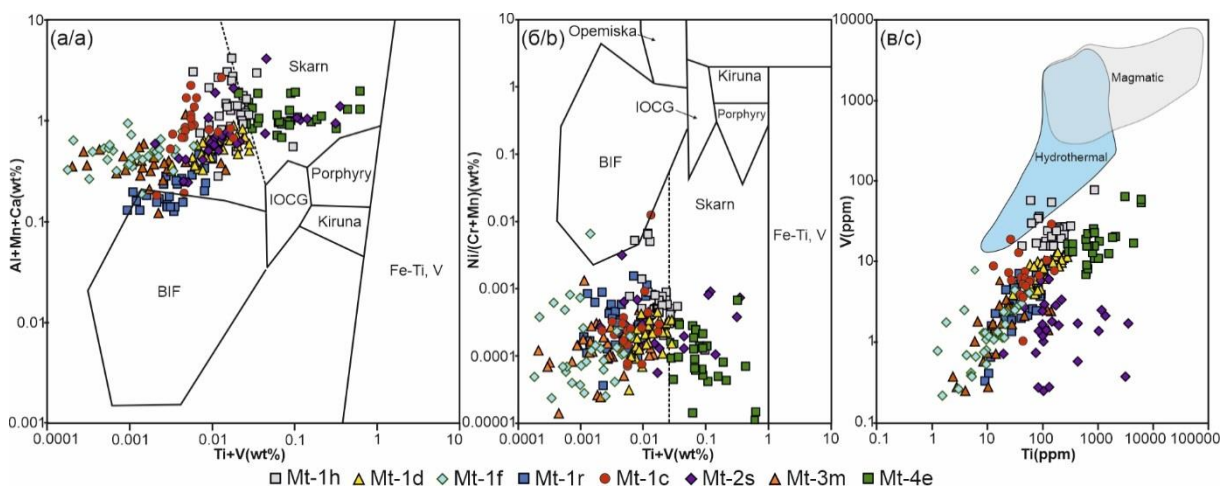 (а/a)
10
1
0.1
0.01
0.001
Al+Mn+Ca(wt%)
Skarn
Porphyry
IOCG
Kiruna
BIF
Fe-Ti, V
0.0001
0.001
0.01
0.1
1
10
Ti+V(wt%)
(б/b)
10
1
0.1
0.01
0.001
0.0001
0.00001
Ni/(Cr+Mn)(wt%)
Opemiska
Kiruna
IOCG
Porphyry
BIF
Skarn
Fe-Ti, V
0.0001
0.001
0.01
0.1
1
10
Ti+V(wt%)
(в/c)
10000
1000
100
10
1
0.1
V(ppm)
Magmatic
Hydrothermal
0.1
1
10
100
1000
10000
100000
Ti(ppm)
Mt-1h Mt-1d Mt-1f Mt-1r Mt-1c Mt-2s Mt-3m Mt-4e